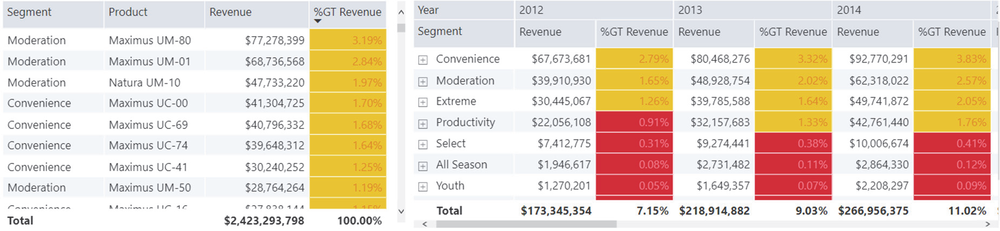 Segment Product Revenue %GT Revenue
Moderation Maximus UM-80 $77,278,399 3.19%
Moderation Maximus UM-01 $68,736,568 2.84%
Moderation Natura UM-10 $47,733,220 1.97%
Convenience Maximus UC-00 $41,304,725 1.70%
Convenience Maximus UC-69 $40,796,332 1.68%
Convenience Maximus UC-74 $39,648,312 1.64%
Convenience Maximus UC-41 $30,240,252 1.25%
Moderation Maximus UM-50 $28,764,264 1.19%
Convenience Maximus UC-16 $27,838,144 1.15%
Total $2,423,293,798 100.00%
Year 2012 2013 2014
Segment Revenue %GT Revenue Revenue %GT Revenue Revenue %GT Revenue
Convenience $67,673,681 2.79% $80,468,276 3.32% $92,770,291 3.83%
Moderation $39,910,930 1.65% $48,928,754 2.02% $62,318,022 2.57%
Extreme $30,445,067 1.26% $39,785,588 1.64% $49,741,872 2.05%
Productivity $22,056,108 0.91% $32,157,683 1.33% $42,761,440 1.76%
Select $7,412,775 0.31% $9,274,441 0.38% $10,006,674 0.41%
All Season $1,946,617 0.08% $2,731,482 0.11% $2,864,330 0.12%
Youth $1,270,201 0.05% $1,649,357 0.07% $2,208,297 0.09%
Total $173,345,354 7.15% $218,914,882 9.03% $266,956,375 11.02%